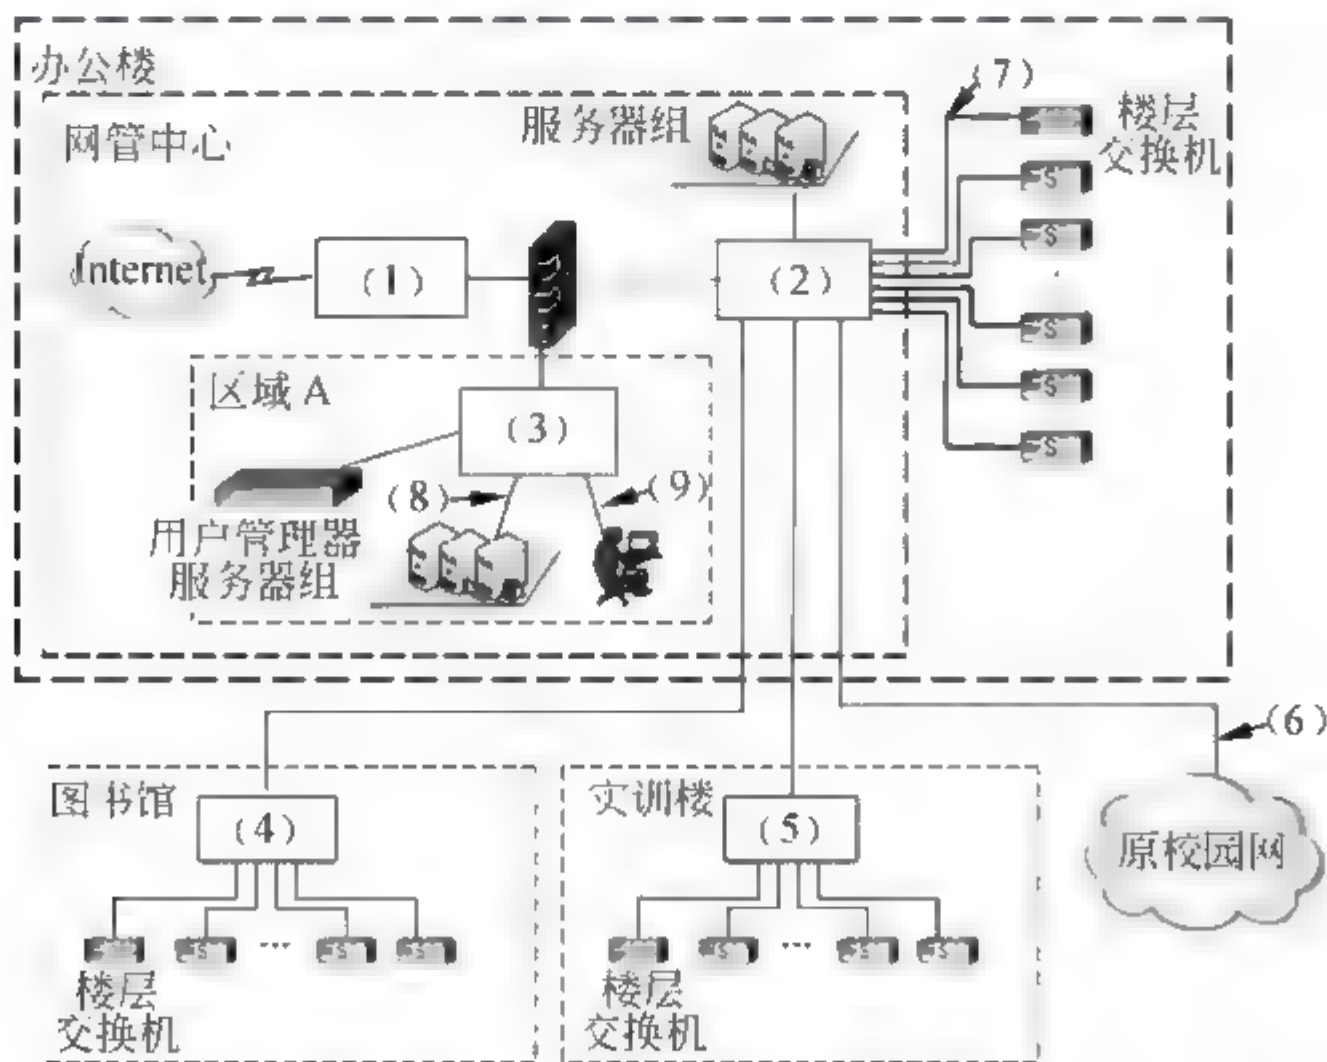 办公楼
网管中心
服务器组
(7)
楼层
交换机
Internet
(1)
(2)
S
S
S
S
S
区域 A
(3)
(8)
(9)
用户管理器
服务器组
(6)
图书馆
(4)
实训楼
(5)
原校园网
S
...
S
S
S
...
S
S
楼层
交换机
楼层
交换机